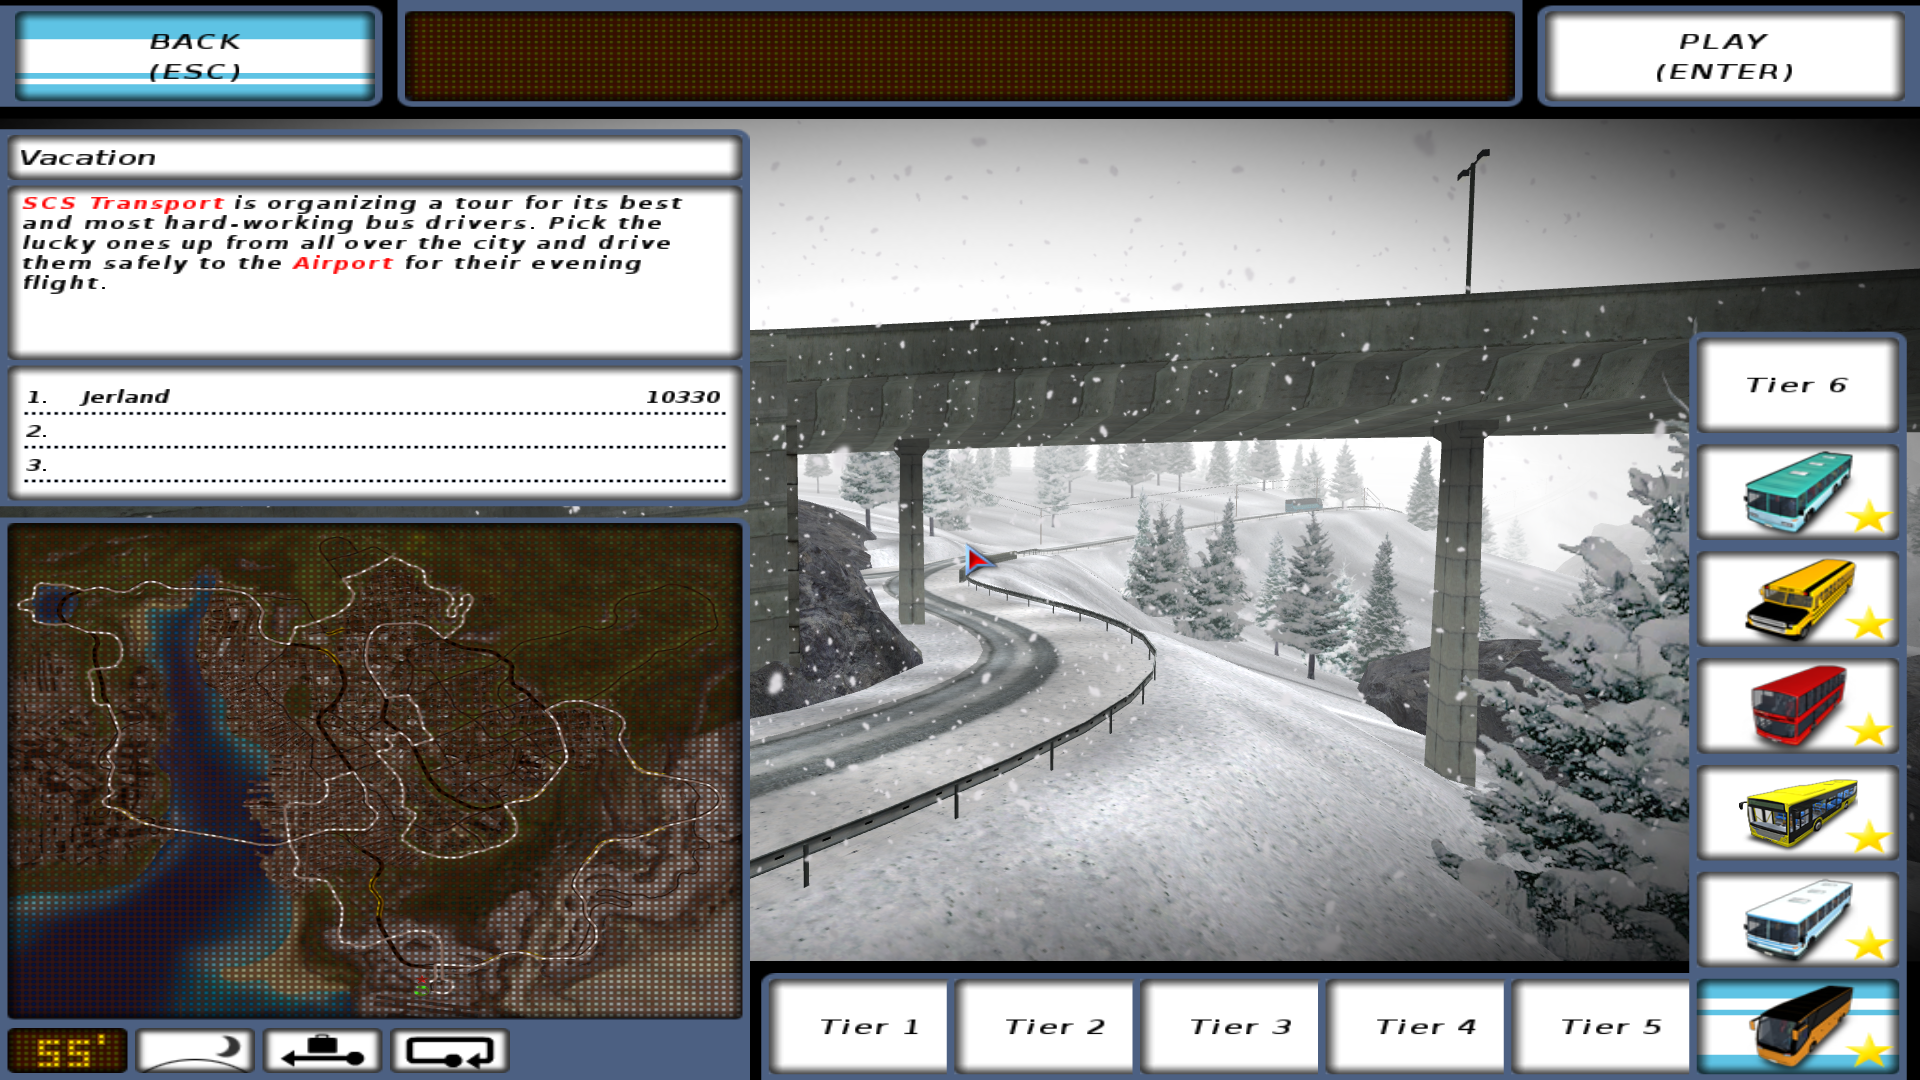 BACK
(ESC)
PLAY
(ENTER)
Vacation
SCS Transport is organizing a tour for its best
and most hard-working bus drivers. Pick the
lucky ones up from all over the city and drive
them safely to the Airport for their evening
flight.
1. Jerland 10330
2.
3.
55'
Tier 6
Tier 1
Tier 2
Tier 3
Tier 4
Tier 5